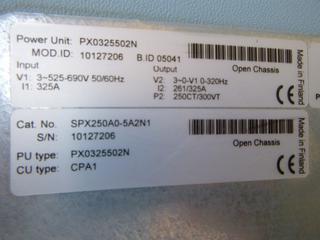 Power Unit: PX0325502N
MOD.ID: 10127206 B.ID 05041
Input Output Open Chassis
V1: 3~525-690V 50/60Hz V2: 3~0-V1 0-320Hz
I1: 325A I2: 261/325A
P2: 250CT/300VT
Made in Finland
CE
Cat. No. SPX250A0-5A2N1
S/N: 10127206 Open Chassis
PU type: PX0325502N
CU type: CPA1
Made in Finland
CE